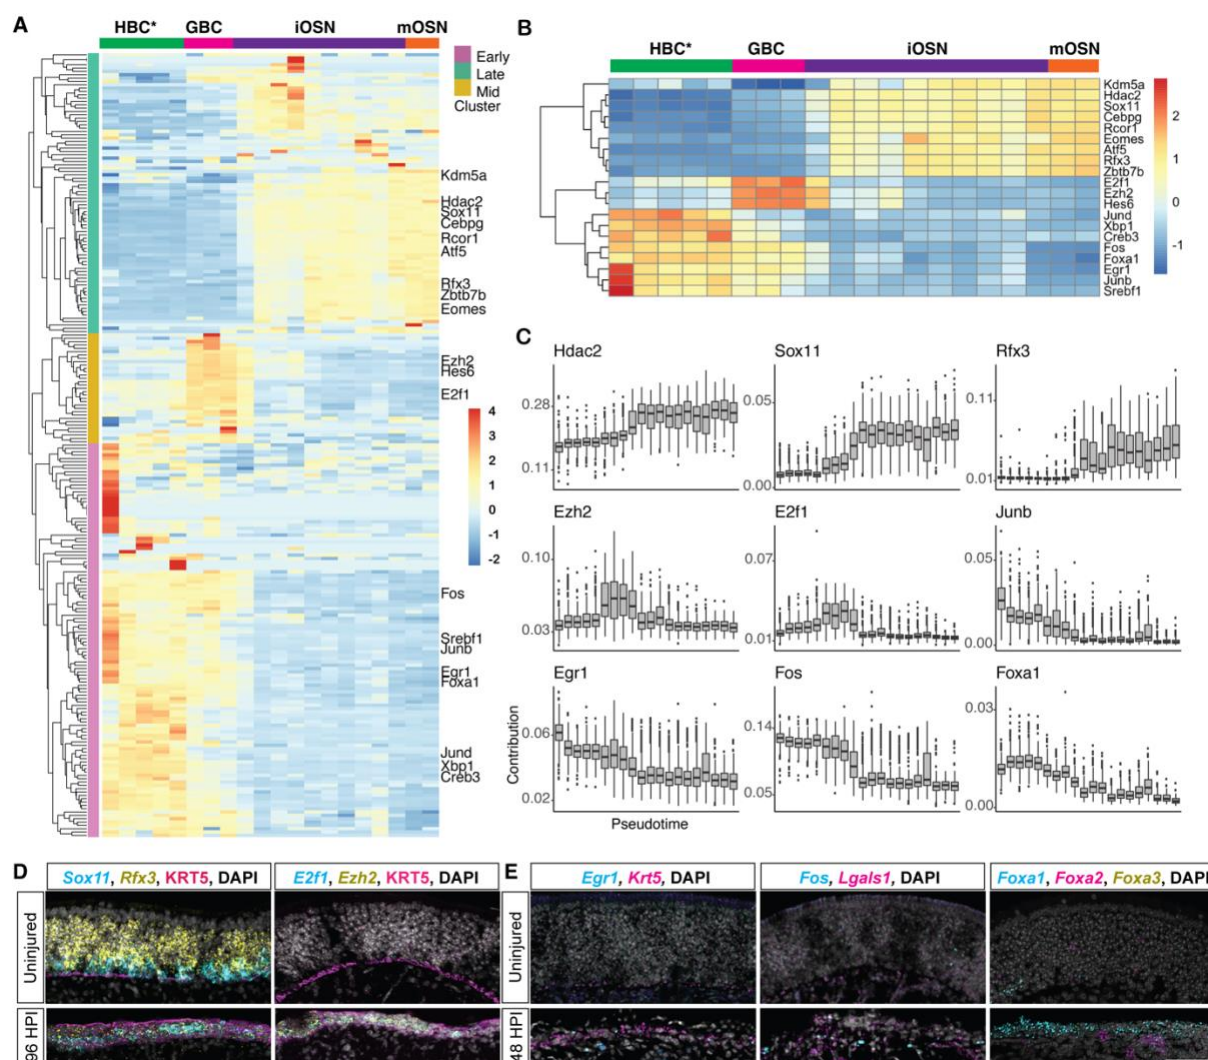 A
HBC* GBC iOSN mOSN
Early
Late
Mid
Cluster
Kdm5a
Hdac2
Sox11
Cebpg
Rcor1
Atf5
Rfx3
Zbtb7b
Eomes
Ezh2
Hes6
E2f1
4
3
2
1
0
-1
-2
Fos
Srebf1
Junb
Egr1
Foxa1
Jund
Xbp1
Creb3
B
HBC* GBC iOSN mOSN
Kdm5a
Hdac2
Sox11
Cebpg
Rcor1
Eomes
Atf5
Rfx3
Zbtb7b
E2f1
Ezh2
Hes6
Jund
Xbp1
Creb3
Fos
Foxa1
Egr1
Junb
Srebf1
2
1
0
-1
C
Hdac2 Sox11 Rfx3
0.28 0.05 0.11
0.11 0.00 0.01
Ezh2 E2f1 Junb
0.10 0.07 0.05
0.03 0.01 0.00
Egr1 Fos Foxa1
0.06 0.14 0.03
0.02 0.05 0.00
Contribution
Pseudotime
D
Sox11, Rfx3, KRT5, DAPI
E2f1, Ezh2, KRT5, DAPI
Uninjured
96 HPI
E
Egr1, Krt5, DAPI
Fos, Lgals1, DAPI
Foxa1, Foxa2, Foxa3, DAPI
Uninjured
48 HPI